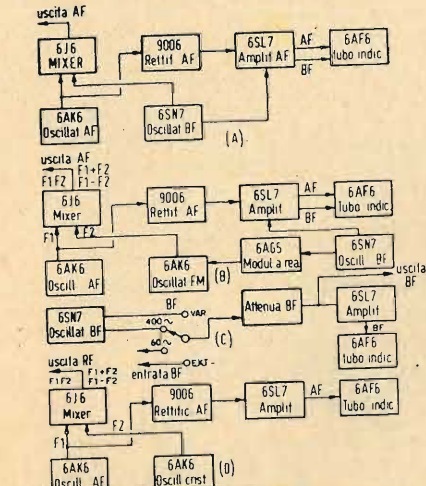 uscita AF
6J6
MIXER
9006
Rettif AF
6SL7
Amplif AF
AF
BF
6AF6
tubo indic
6AK6
Oscillat AF
6SN7
Oscillat BF
(A)
uscita AF
F1 F2
F1+F2
F1-F2
6J6
Mixer
F1
F2
9006
Rettif AF
6SL7
Amplif
AF
BF
6AF6
Tubo indic
6AK6
Oscill AF
6AK6
Oscillat FM
(B)
6AG5
Modul a rea
6SN7
Oscill BF
uscita
BF
6SN7
Oscillat BF
BF
VAR
400~
60~
EXT-
entrata BF
(C)
Attenua BF
6SL7
Amplif
BF
6AF6
tubo indic
uscita RF
F1 F2
F1+F2
F1-F2
6J6
Mixer
F1
F2
9006
Rettific AF
6SL7
Amplif
AF
6AF6
Tubo indic
6AK6
Oscill AF
6AK6
Oscill cnst
(D)